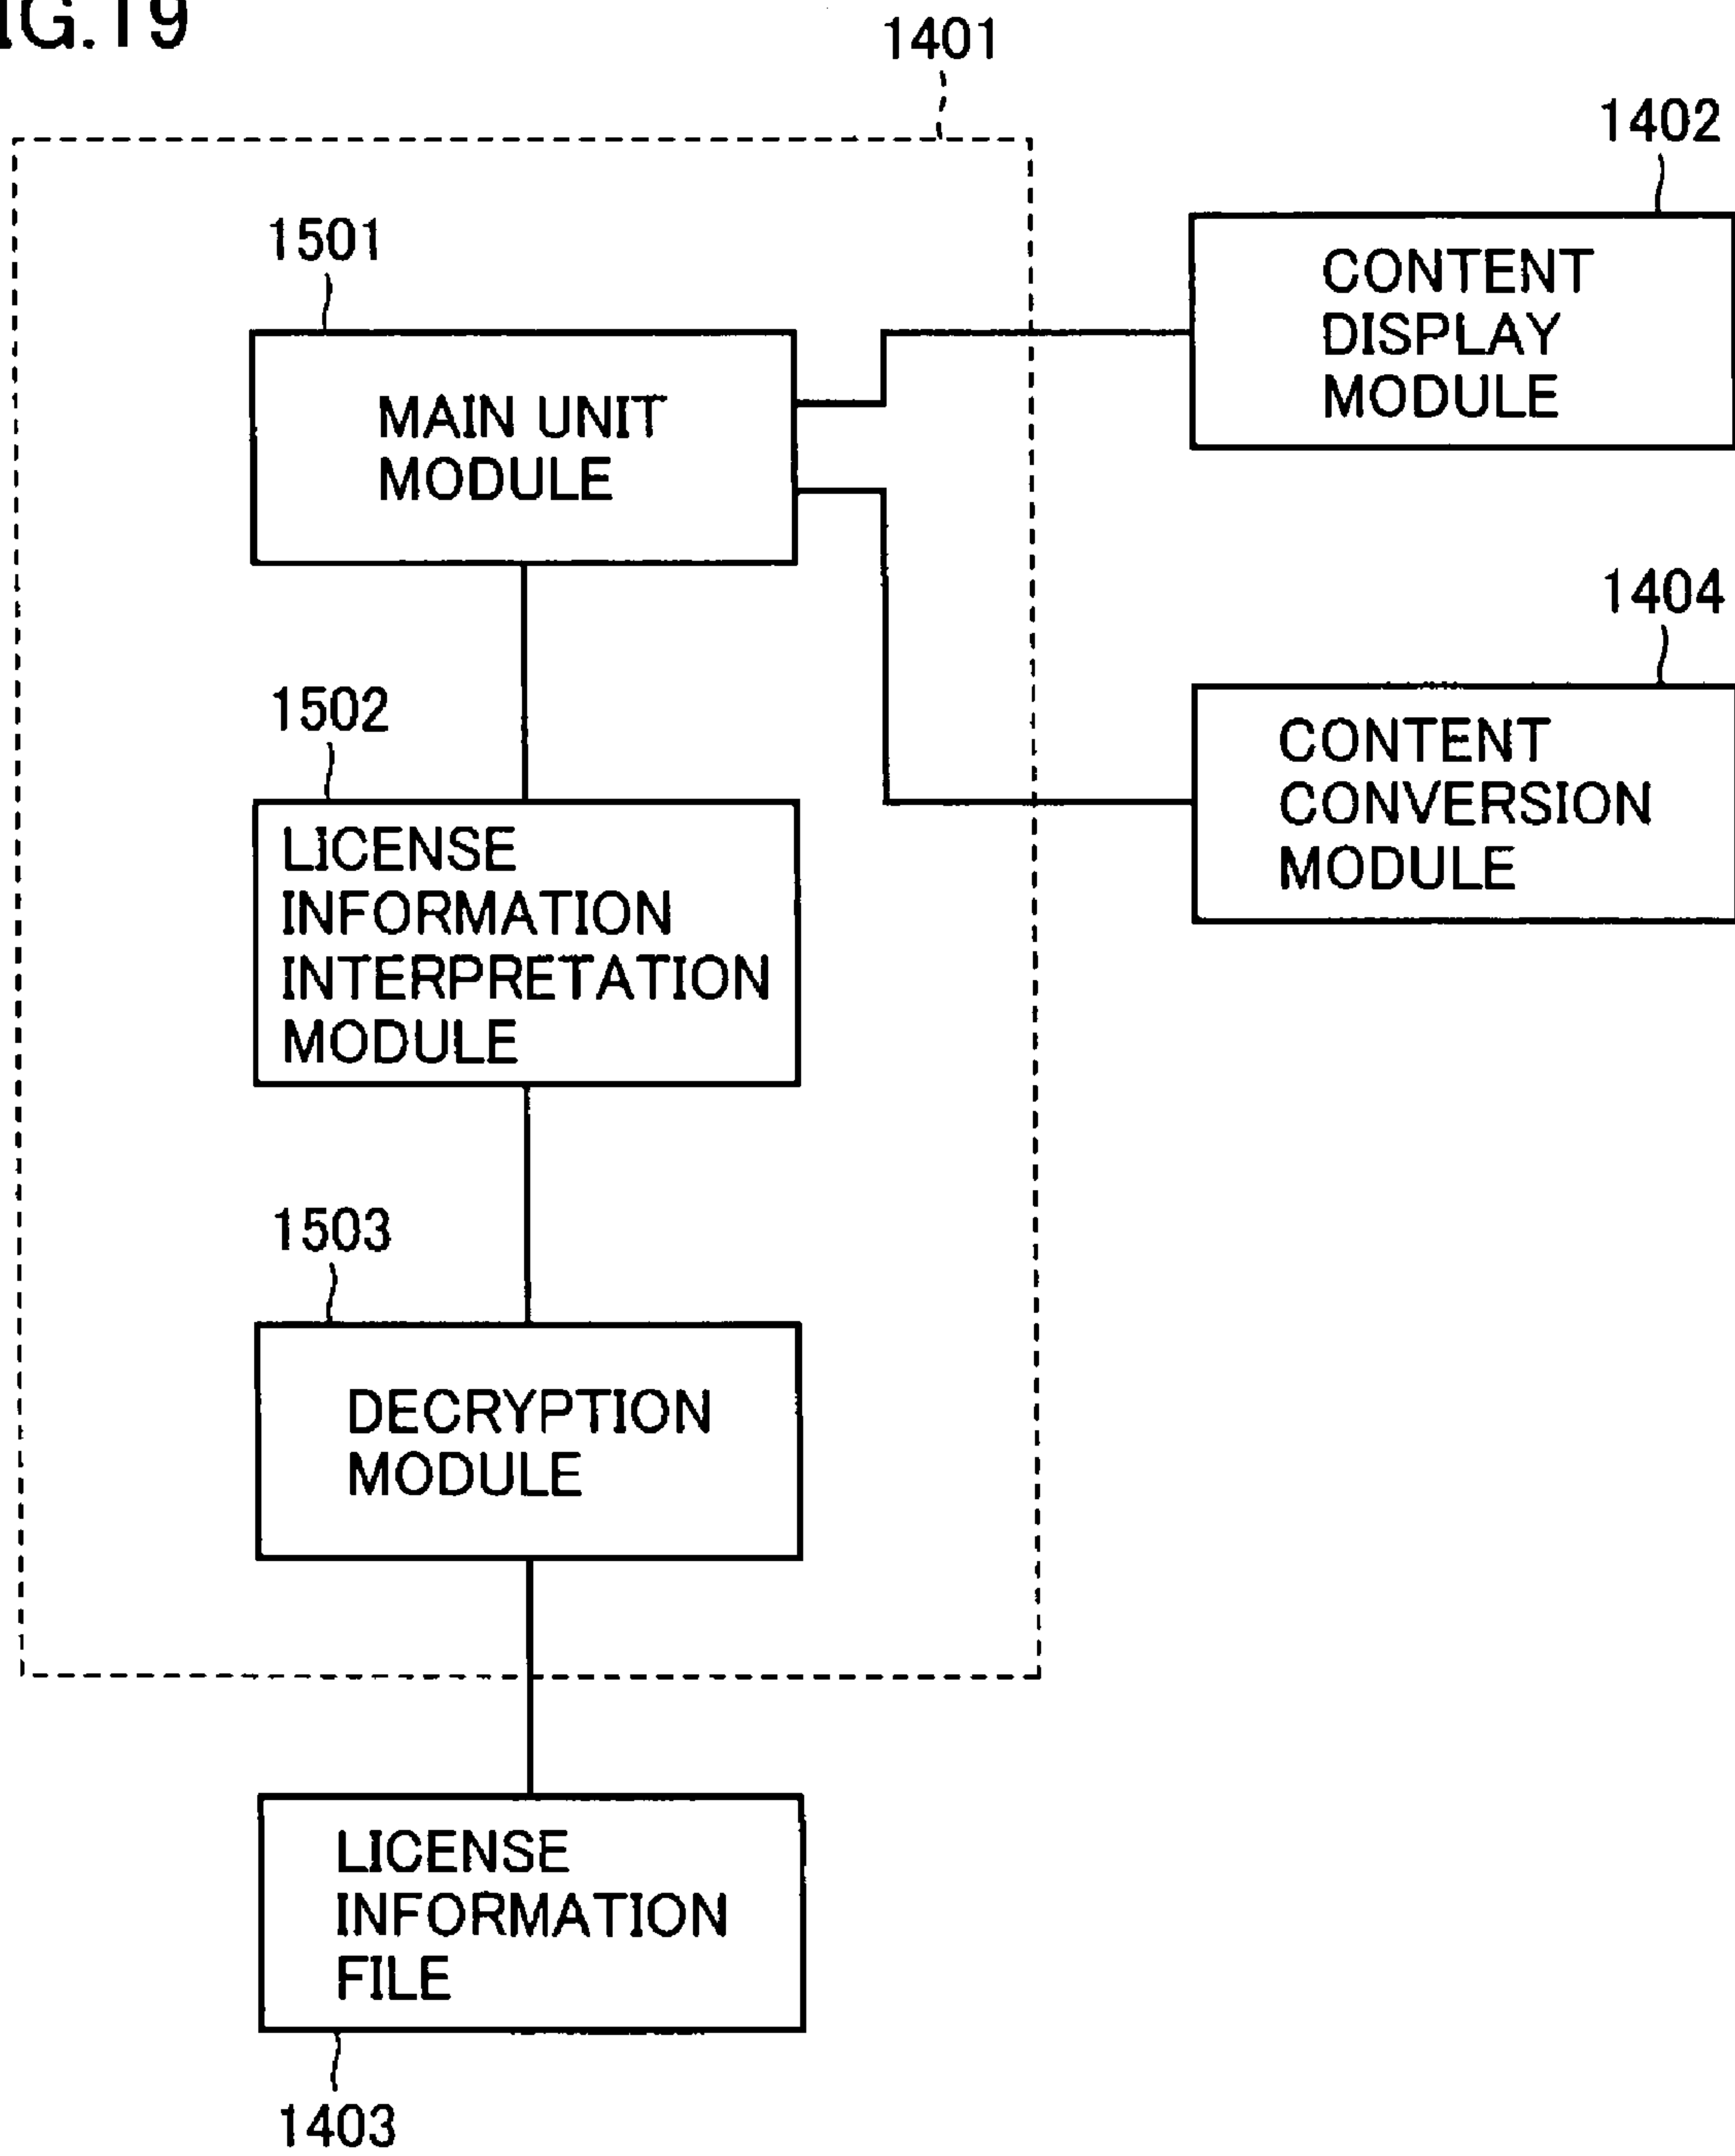 IG.19
1401
1402
1501
CONTENT
DISPLAY
MODULE
MAIN UNIT
MODULE
1404
1502
CONTENT
CONVERSION
MODULE
LICENSE
INFORMATION
INTERPRETATION
MODULE
1503
DECRYPTION
MODULE
LICENSE
INFORMATION
FILE
1403